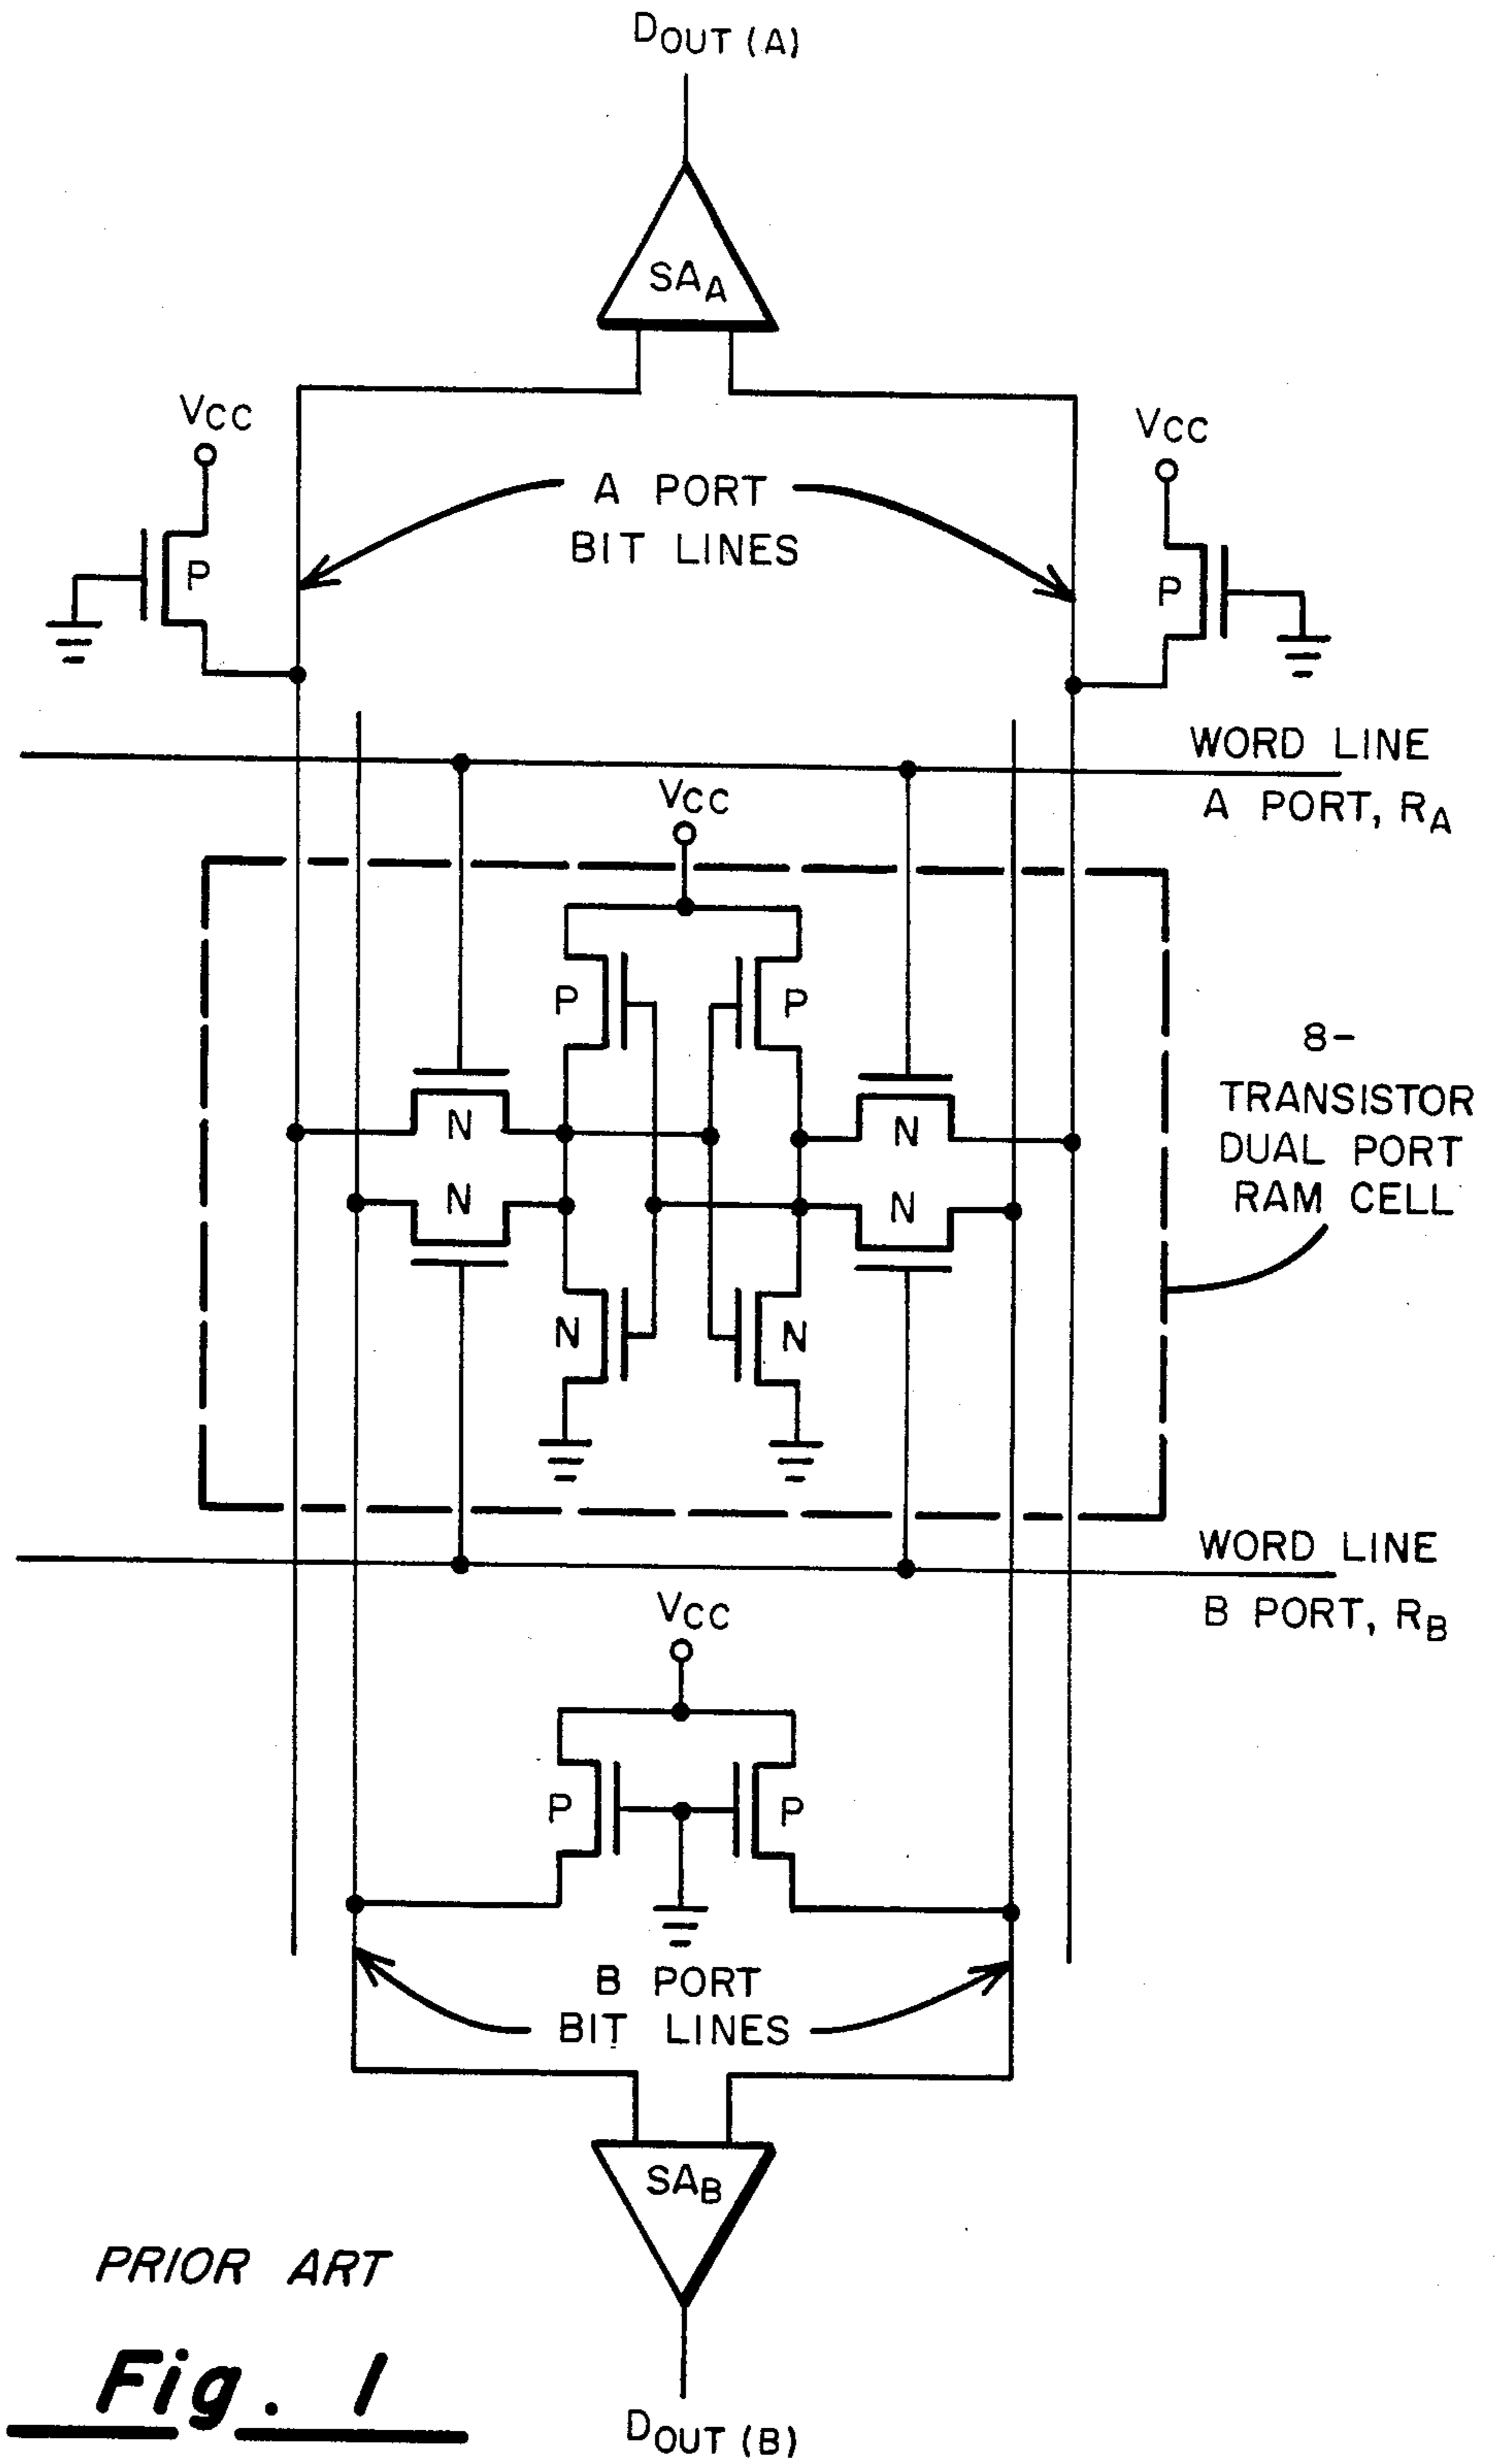 DOUT (A)
SAA
VCC
VCC
A PORT
BIT LINES
P
P
WORD LINE
A PORT, RA
VCC
P
P
8-
TRANSISTOR
DUAL PORT
RAM CELL
N
N
N
N
N
N
WORD LINE
B PORT, RB
VCC
P
P
B PORT
BIT LINES
SAB
PRIOR ART
Fig. 1
DOUT (B)